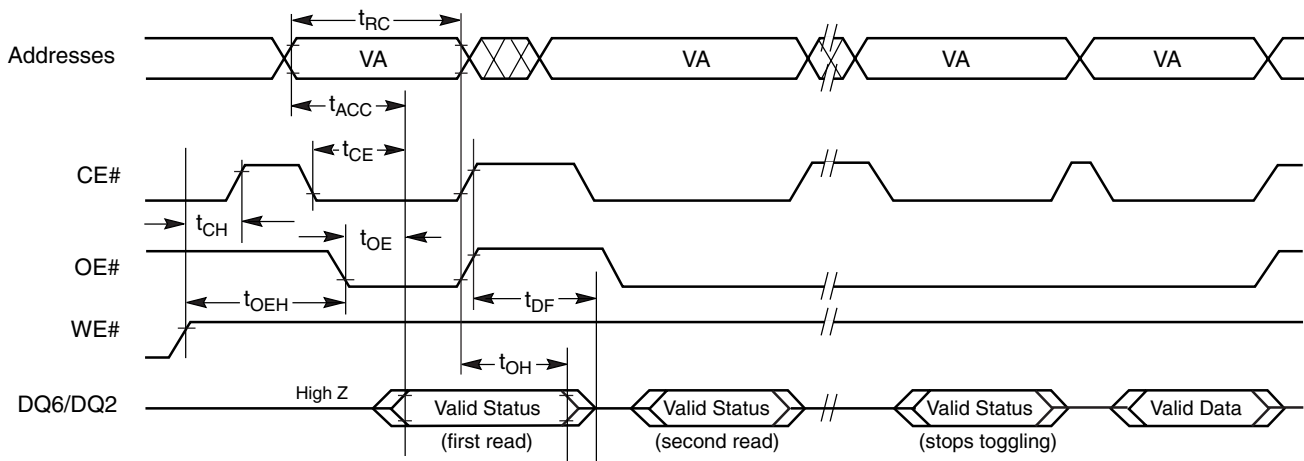 tRC
Addresses VA VA VA VA
tACC
tCE
CE#
tCH tOE
OE#
tOEH tDF
WE#
tOH
High Z
DQ6/DQ2 Valid Status Valid Status Valid Status Valid Data
(first read) (second read) (stops toggling)